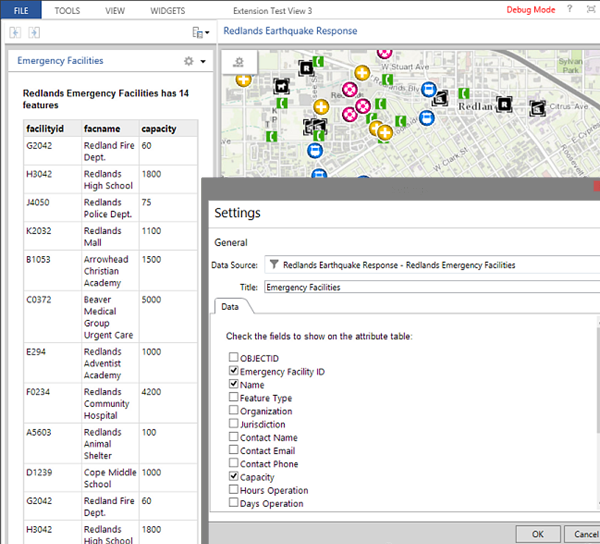 FILE TOOLS VIEW WIDGETS Extension Test View 3 Debug Mode ?
Emergency Facilities
Redlands Emergency Facilities has 14
features
facilityid facname capacity
G2042 Redland Fire 60
Dept.
H3042 Redlands 1800
High School
J4050 Redlands 75
Police Dept.
K2032 Redlands 1100
Mall
B1053 Arrowhead 1500
Christian
Academy
C0372 Beaver 5000
Medical
Group
Urgent Care
E294 Redlands 1000
Adventist
Academy
F0234 Redlands 4200
Community
Hospital
A5603 Redlands 100
Animal
Shelter
D1239 Cope Middle 1000
School
G2042 Redland Fire 60
Dept.
H3042 Redlands 1800
High School
Redlands Earthquake Response
W Stuart Ave
Sylvan
Park
Redlands Blvd
Redlands
Citrus Ave
W Clark St
Settings
General
Data Source: Redlands Earthquake Response - Redlands Emergency Facilities
Title: Emergency Facilities
Data
Check the fields to show on the attribute table:
OBJECTID
Emergency Facility ID
Name
Feature Type
Organization
Jurisdiction
Contact Name
Contact Email
Contact Phone
Capacity
Hours Operation
Days Operation
OK Cancel